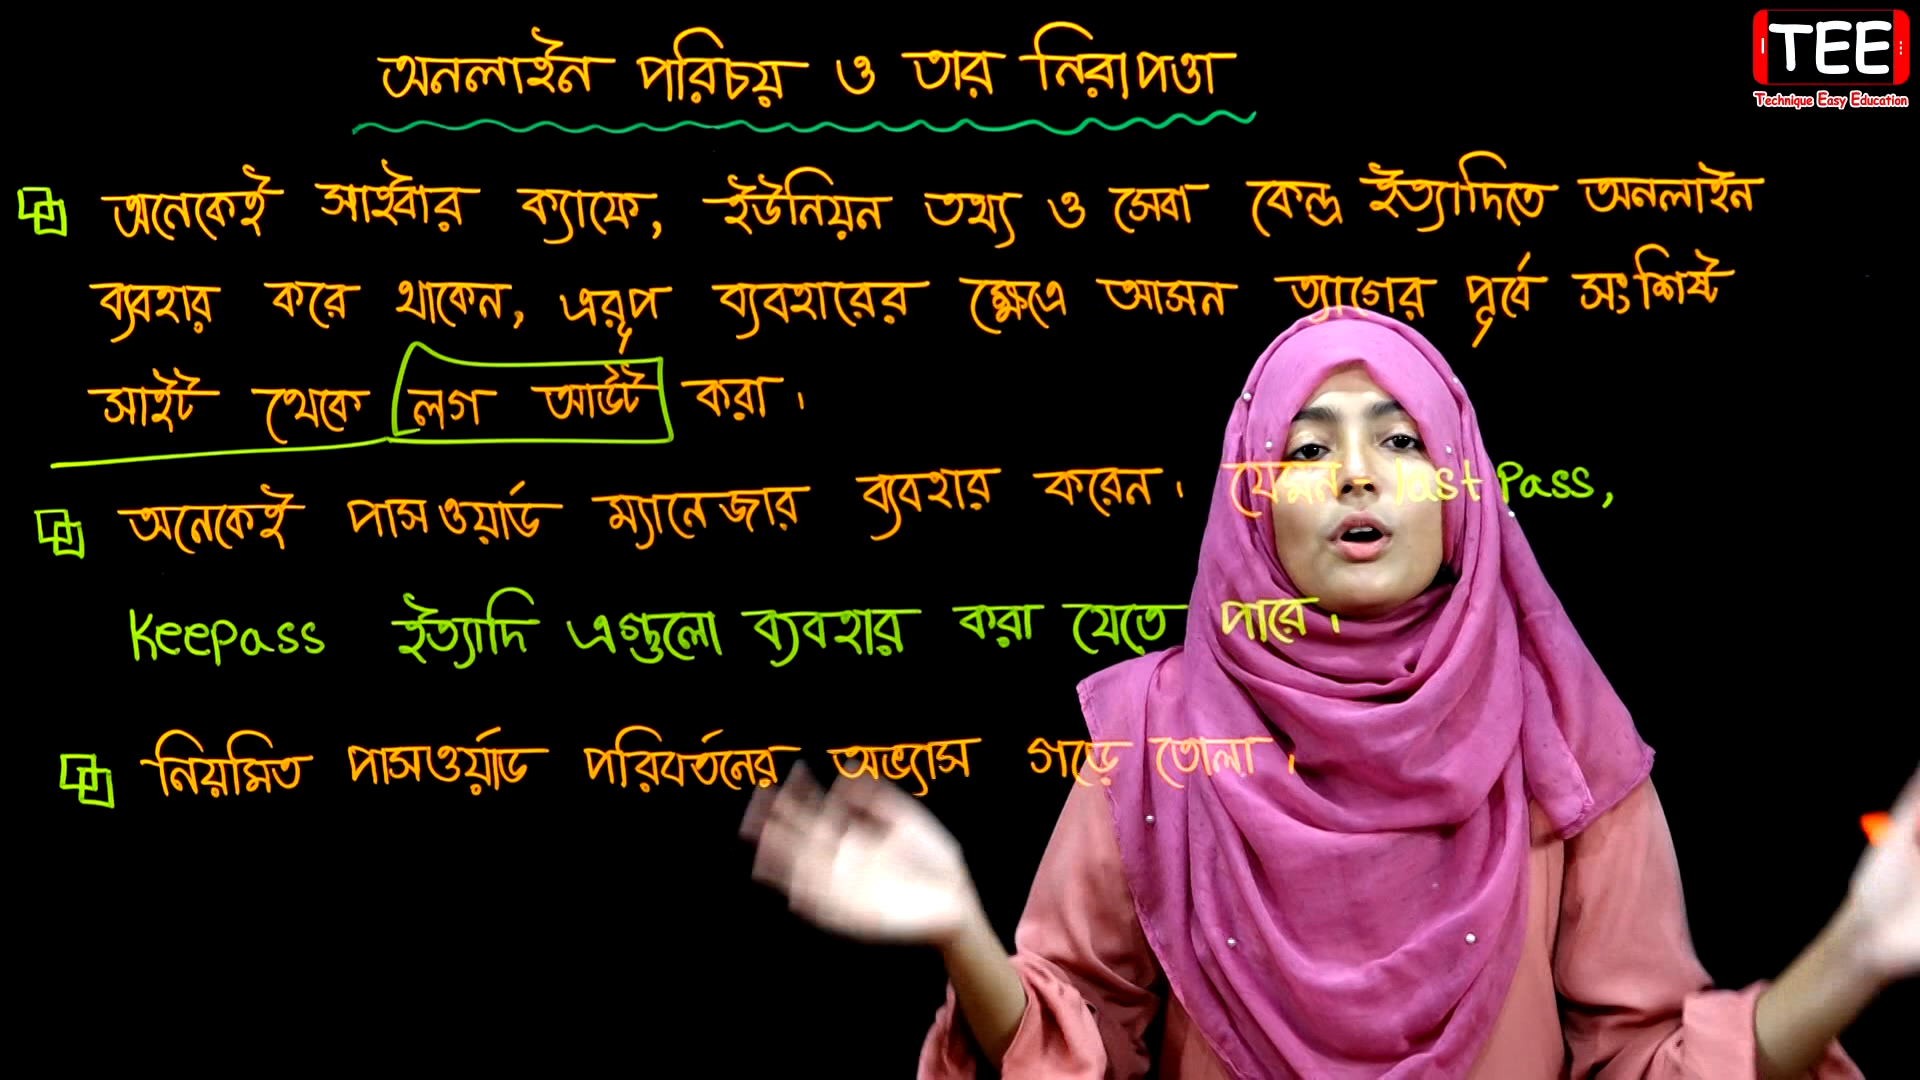 অনলাইন পরিচয় ও তার নিরাপত্তা
TEE
Technique Easy Education
অনেকেই সাইবার ক্যাফে, ইউনিয়ন তথ্য ও সেবা কেন্দ্র ইত্যাদিতে অনলাইন
ব্যবহার করে থাকেন, এরূপ ব্যবহারের ক্ষেত্রে আসন ত্যাগের পূর্বে সংশিষ্ট
সাইট থেকে লগ আউট করা।
অনেকেই পাসওয়ার্ড ম্যানেজার ব্যবহার করেন। যেমন - last Pass,
KeePass ইত্যাদি এগুলো ব্যবহার করা যেতে পারে।
নিয়মিত পাসওর্য়াড পরিবর্তনের অভ্যাস গড়ে তোলা।